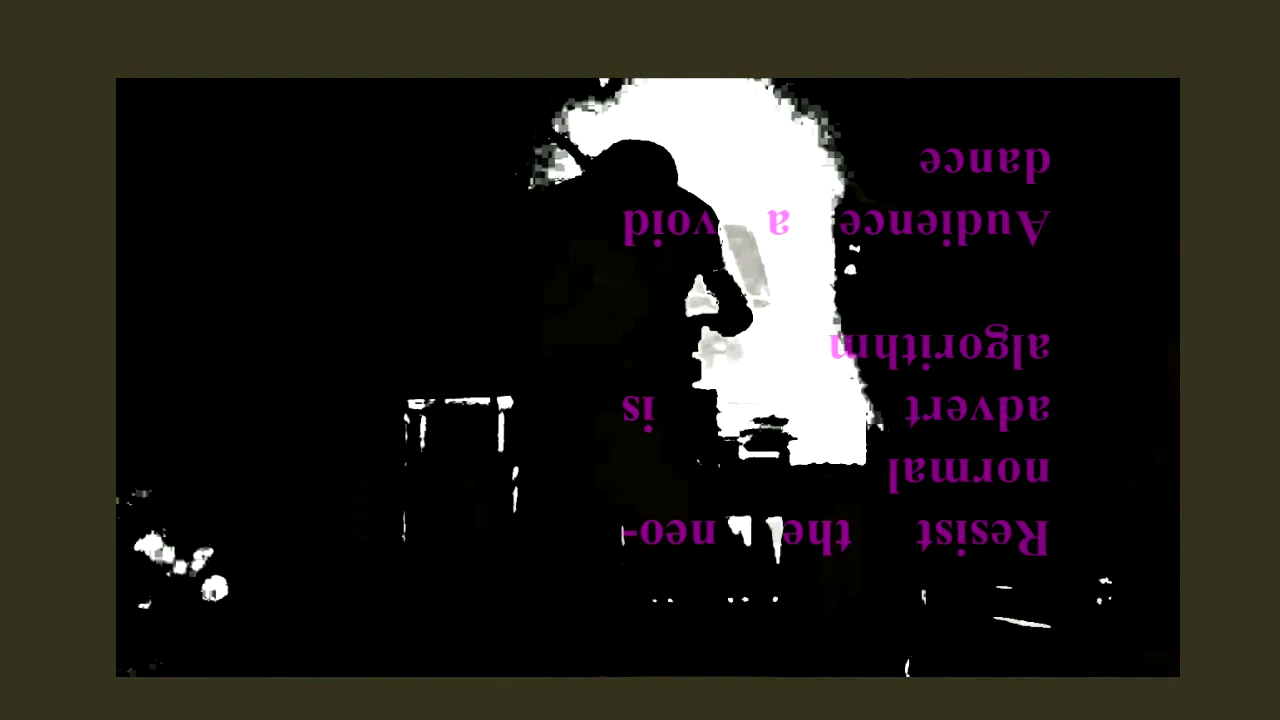 Resist the neo-
normal
advert is
algorithm
Audience a void
dance